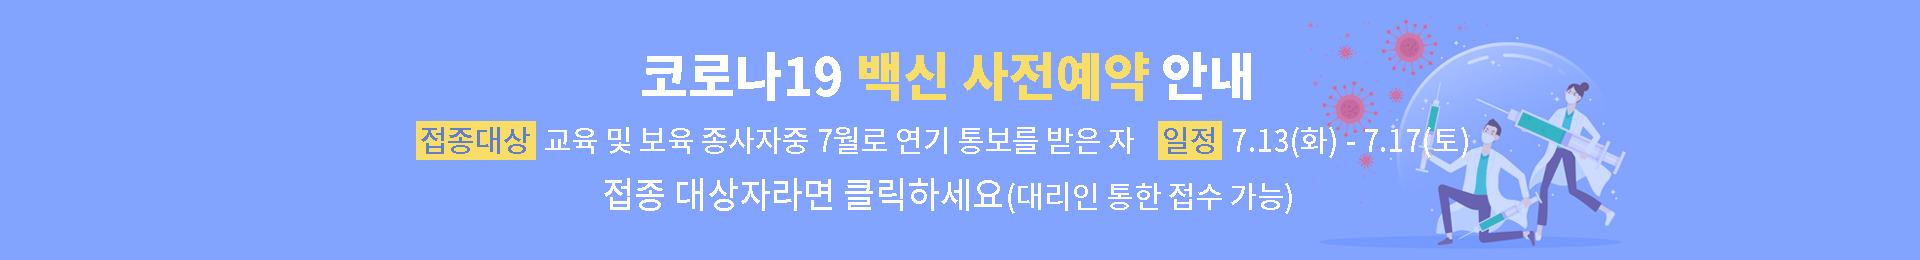 코로나19 백신 사전예약 안내
접종대상 교육 및 보육 종사자중 7월로 연기 통보를 받은 자 일정 7.13(화) - 7.17(토)
접종 대상자라면 클릭하세요(대리인 통한 접수 가능)